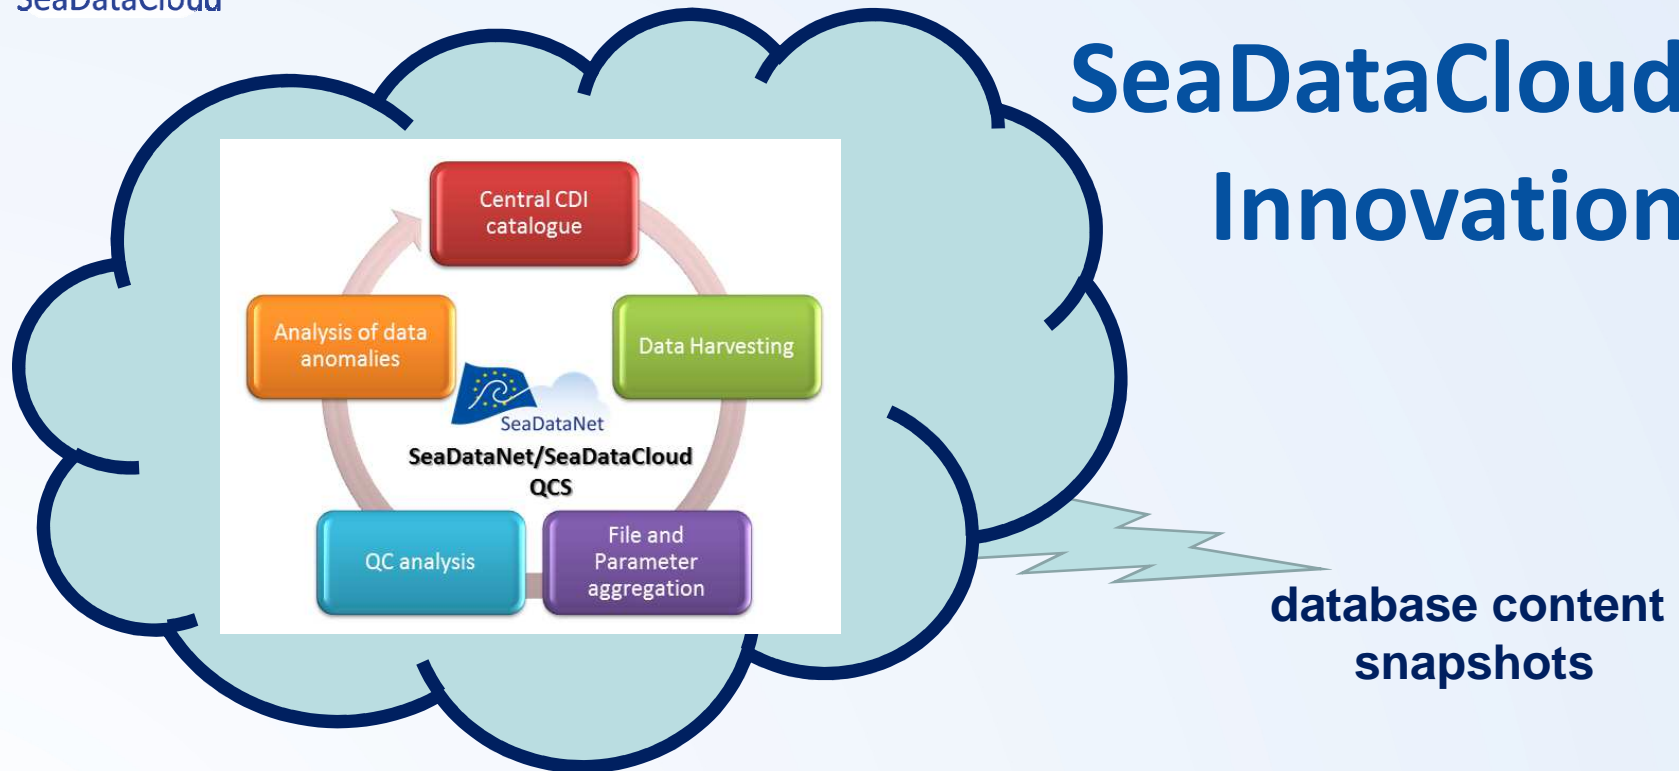 SeaDataCloud
SeaDataCloud
Innovation
Central CDI
catalogue
Analysis of data
anomalies
Data Harvesting
SeaDataNet
SeaDataNet/SeaDataCloud
QCS
QC analysis
File and
Parameter
aggregation
database content
snapshots